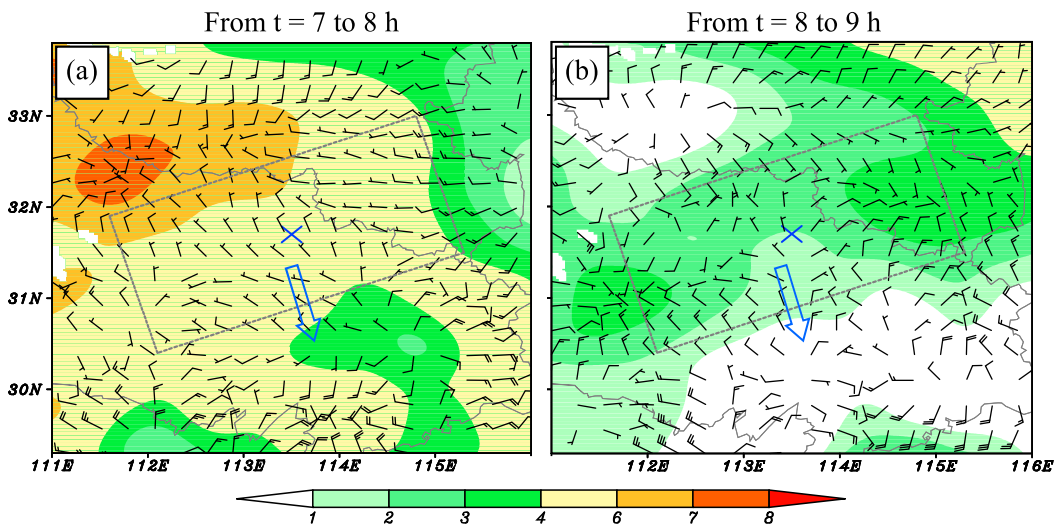 From t = 7 to 8 h
From t = 8 to 9 h
(a)
(b)
33N
32N
31N
30N
111E 112E 113E 114E 115E
112E 113E 114E 115E 116E
1 2 3 4 6 7 8